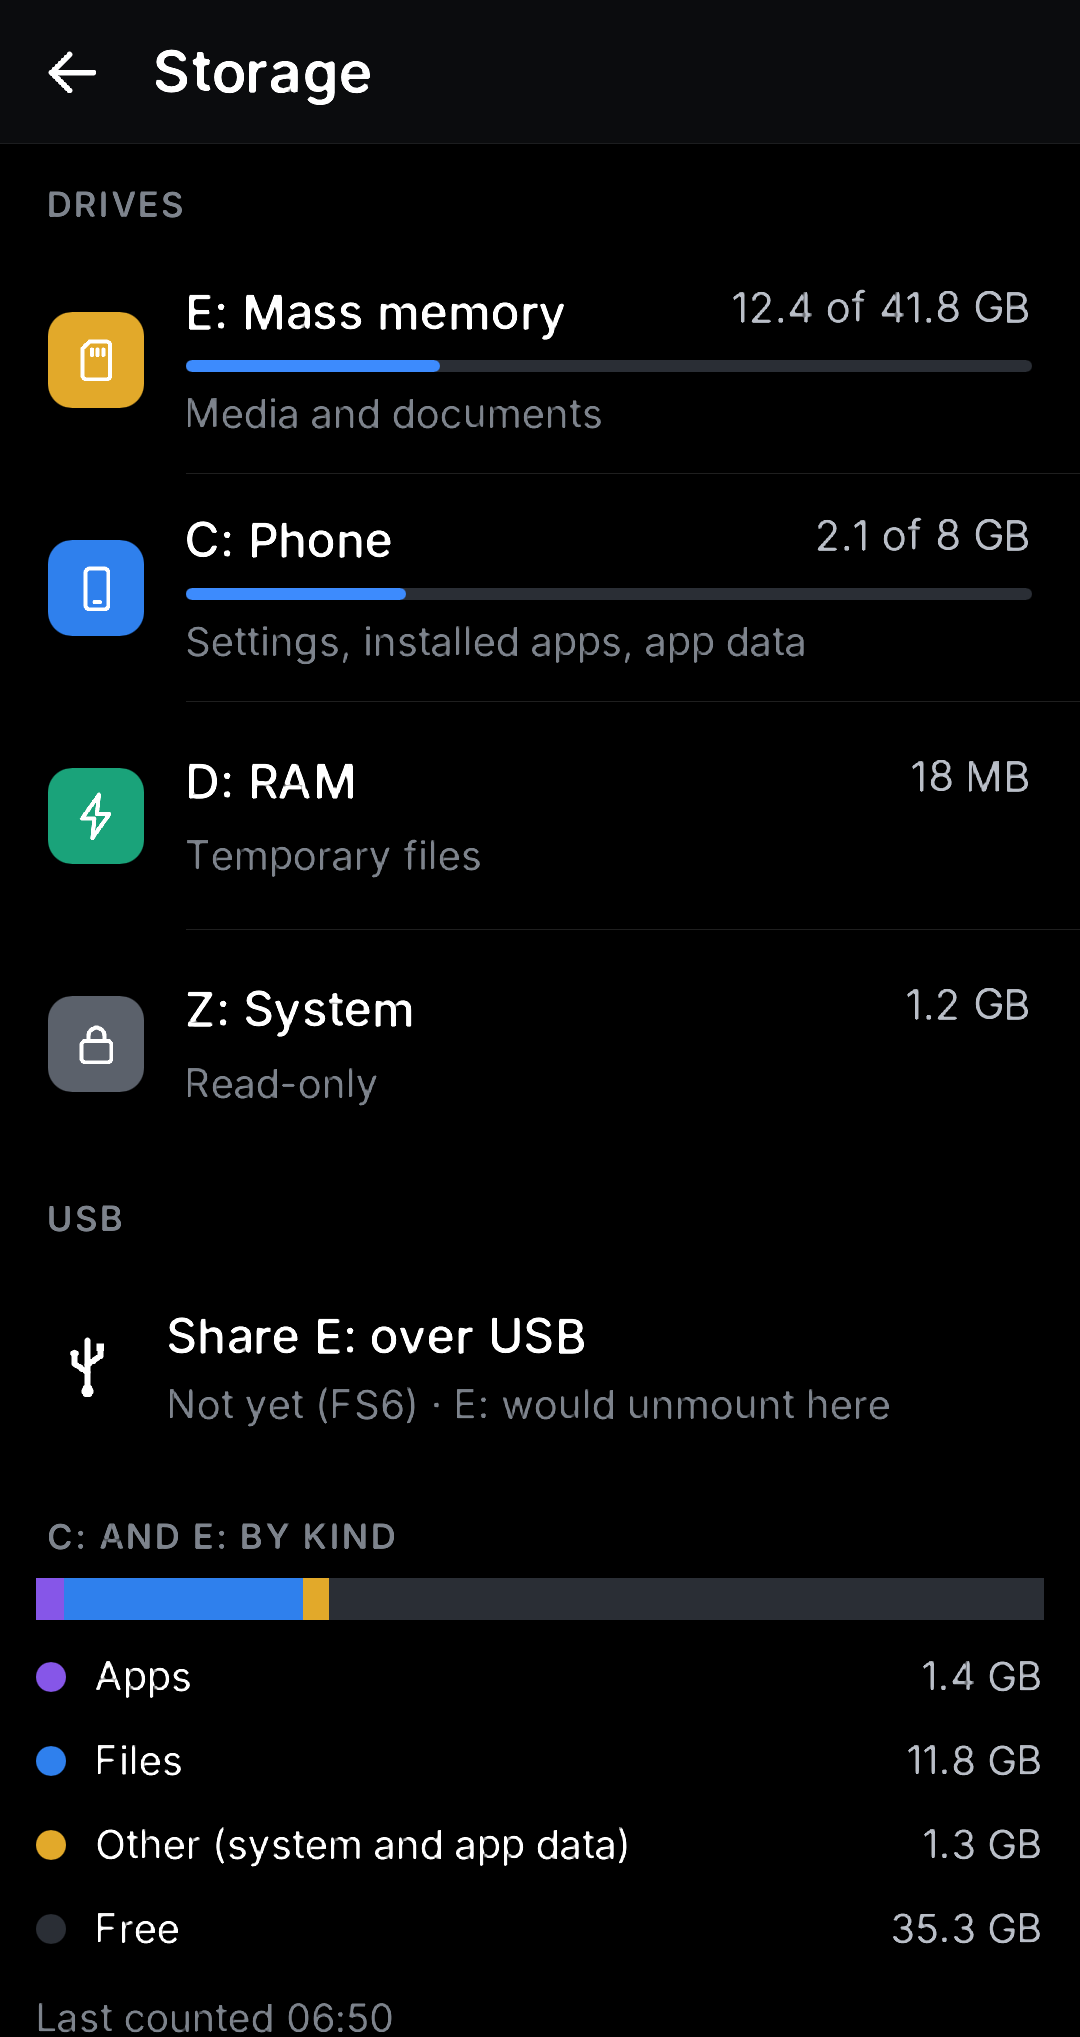 Storage
DRIVES
E: Mass memory
12.4 of 41.8 GB
Media and documents
C: Phone
2.1 of 8 GB
Settings, installed apps, app data
D: RAM
18 MB
Temporary files
Z: System
1.2 GB
Read-only
USB
Share E: over USB
Not yet (FS6) · E: would unmount here
C: AND E: BY KIND
Apps
1.4 GB
Files
11.8 GB
Other (system and app data)
1.3 GB
Free
35.3 GB
Last counted 06:50